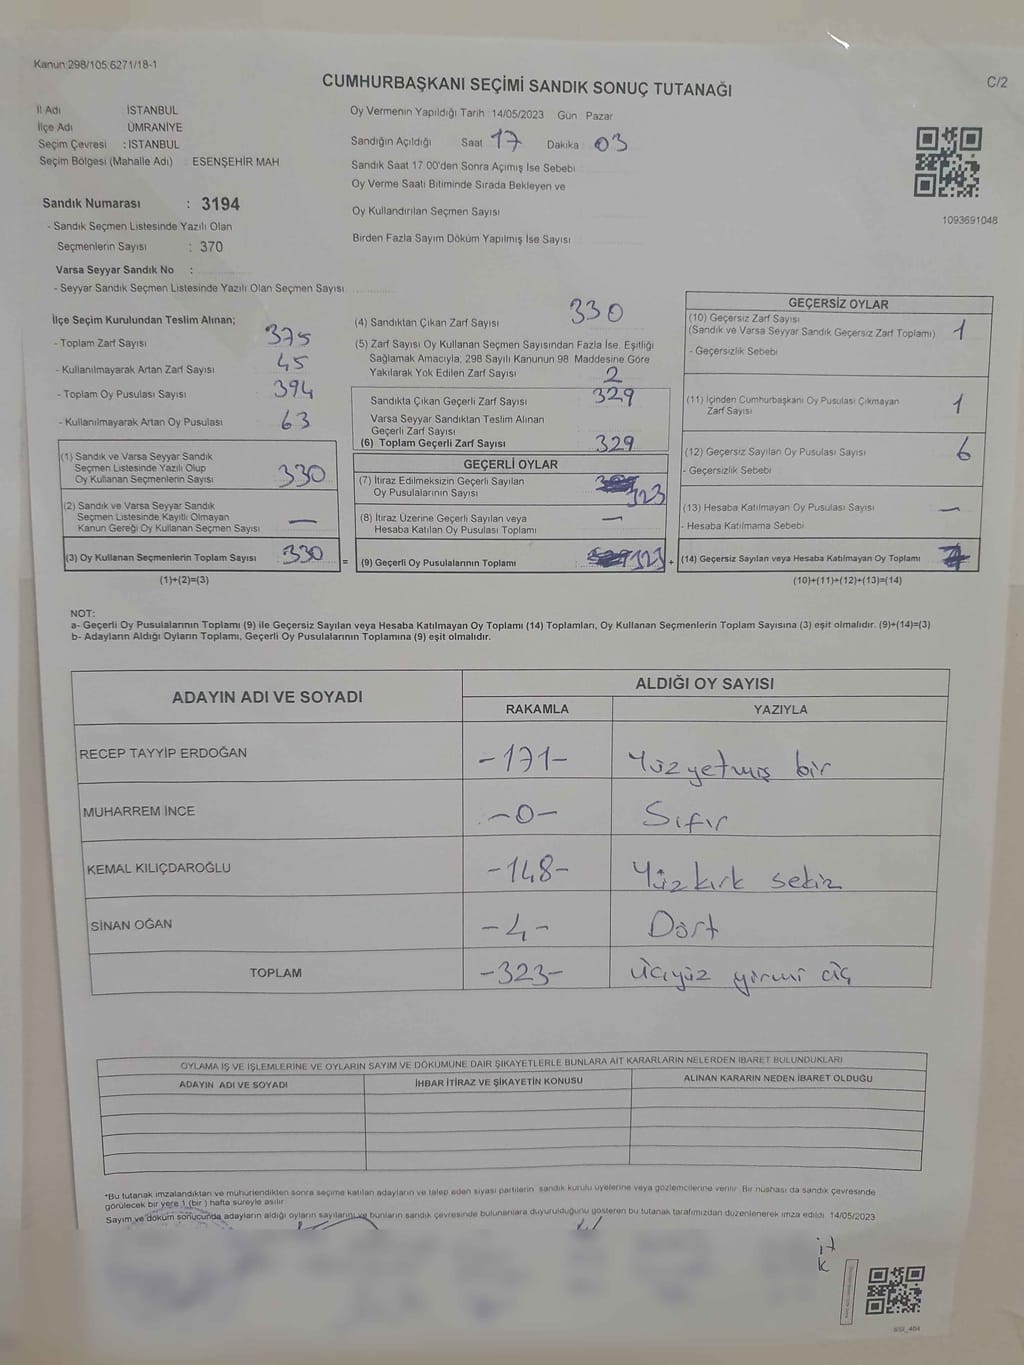 Kanun:298/105 6271/18-1
CUMHURBAŞKANI SEÇİMİ SANDIK SONUÇ TUTANAĞI
C/2
İl Adı İSTANBUL
İlçe Adı ÜMRANİYE
Seçim Çevresi : İSTANBUL
Seçim Bölgesi (Mahalle Adı) : ESENŞEHİR MAH
Oy Vermenin Yapıldığı Tarih 14/05/2023 Gün Pazar
Sandığın Açıldığı Saat 17 Dakika 03
Sandık Saat 17.00'den Sonra Açımış İse Sebebi
Oy Verme Saati Bitiminde Sırada Bekleyen ve
Oy Kullandırılan Seçmen Sayısı
Birden Fazla Sayım Döküm Yapılmış İse Sayısı
1093691048
Sandık Numarası : 3194
- Sandık Seçmen Listesinde Yazılı Olan
Seçmenlerin Sayısı : 370
Varsa Seyyar Sandık No :
- Seyyar Sandık Seçmen Listesinde Yazılı Olan Seçmen Sayısı
İlçe Seçim Kurulundan Teslim Alınan;
- Toplam Zarf Sayısı 375
- Kullanılmayarak Artan Zarf Sayısı 45
- Toplam Oy Pusulası Sayısı 394
- Kullanılmayarak Artan Oy Pusulası 63
(1) Sandık ve Varsa Seyyar Sandık
Seçmen Listesinde Yazılı Olup
Oy Kullanan Seçmenlerin Sayısı 330
(2) Sandık ve Varsa Seyyar Sandık
Seçmen Listesinde Kayıtlı Olmayan
Kanun Gereği Oy Kullanan Seçmen Sayısı —
(3) Oy Kullanan Seçmenlerin Toplam Sayısı 330 =
(1)+(2)=(3)
(4) Sandıktan Çıkan Zarf Sayısı 330
(5) Zarf Sayısı Oy Kullanan Seçmen Sayısından Fazla İse, Eşitliği
Sağlamak Amacıyla, 298 Sayılı Kanunun 98. Maddesine Göre
Yakılarak Yok Edilen Zarf Sayısı 2
Sandıkta Çıkan Geçerli Zarf Sayısı 329
Varsa Seyyar Sandıktan Teslim Alınan
Geçerli Zarf Sayısı
(6) Toplam Geçerli Zarf Sayısı 329
GEÇERLİ OYLAR
(7) İtiraz Edilmeksizin Geçerli Sayılan
Oy Pusulalarının Sayısı 323
(8) İtiraz Üzerine Geçerli Sayılan veya
Hesaba Katılan Oy Pusulası Toplamı —
(9) Geçerli Oy Pusulalarının Toplamı : 323 +
GEÇERSİZ OYLAR
(10) Geçersiz Zarf Sayısı
(Sandık ve Varsa Seyyar Sandık Geçersiz Zarf Toplamı) 1
- Geçersizlik Sebebi
(11) İçinden Cumhurbaşkanı Oy Pusulası Çıkmayan
Zarf Sayısı 1
(12) Geçersiz Sayılan Oy Pusulası Sayısı 6
- Geçersizlik Sebebi
(13) Hesaba Katılmayan Oy Pusulası Sayısı —
- Hesaba Katılmama Sebebi
(14) Geçersiz Sayılan veya Hesaba Katılmayan Oy Toplamı
(10)+(11)+(12)+(13)=(14)
NOT:
a- Geçerli Oy Pusulalarının Toplamı (9) ile Geçersiz Sayılan veya Hesaba Katılmayan Oy Toplamı (14) Toplamları, Oy Kullanan Seçmenlerin Toplam Sayısına (3) eşit olmalıdır. (9)+(14)=(3)
b- Adayların Aldığı Oyların Toplamı, Geçerli Oy Pusulalarının Toplamına (9) eşit olmalıdır.
ADAYIN ADI VE SOYADI
ALDIĞI OY SAYISI
RAKAMLA YAZIYLA
RECEP TAYYİP ERDOĞAN -171- Yüzyetmiş bir
MUHARREM İNCE -0- Sıfır
KEMAL KILIÇDAROĞLU -148- Yüzkırk sekiz
SİNAN OĞAN -4- Dört
TOPLAM -323- Üçyüz yirmi üç
OYLAMA İŞ VE İŞLEMLERİNE VE OYLARIN SAYIM VE DÖKÜMÜNE DAİR ŞİKAYETLERLE BUNLARA AİT KARARLARIN NELERDEN İBARET BULUNDUKLARI
ADAYIN ADI VE SOYADI İHBAR İTİRAZ VE ŞİKAYETİN KONUSU ALINAN KARARIN NEDEN İBARET OLDUĞU
*Bu tutanak imzalandıktan ve mühürlendikten sonra seçime katılan adayların ve talep eden siyasi partilerin sandık kurulu üyelerine veya gözlemcilerine verilir. Bir nüshası da sandık çevresinde
görülecek bir yere 1 (bir) hafta süreyle asılır.
Sayım ve döküm sonucunda adayların aldığı oyların sayılarını ve bunların sandık çevresinde bulunanlara duyurulduğunu gösteren bu tutanak tarafımızdan düzenlenerek imza edildi. 14/05/2023